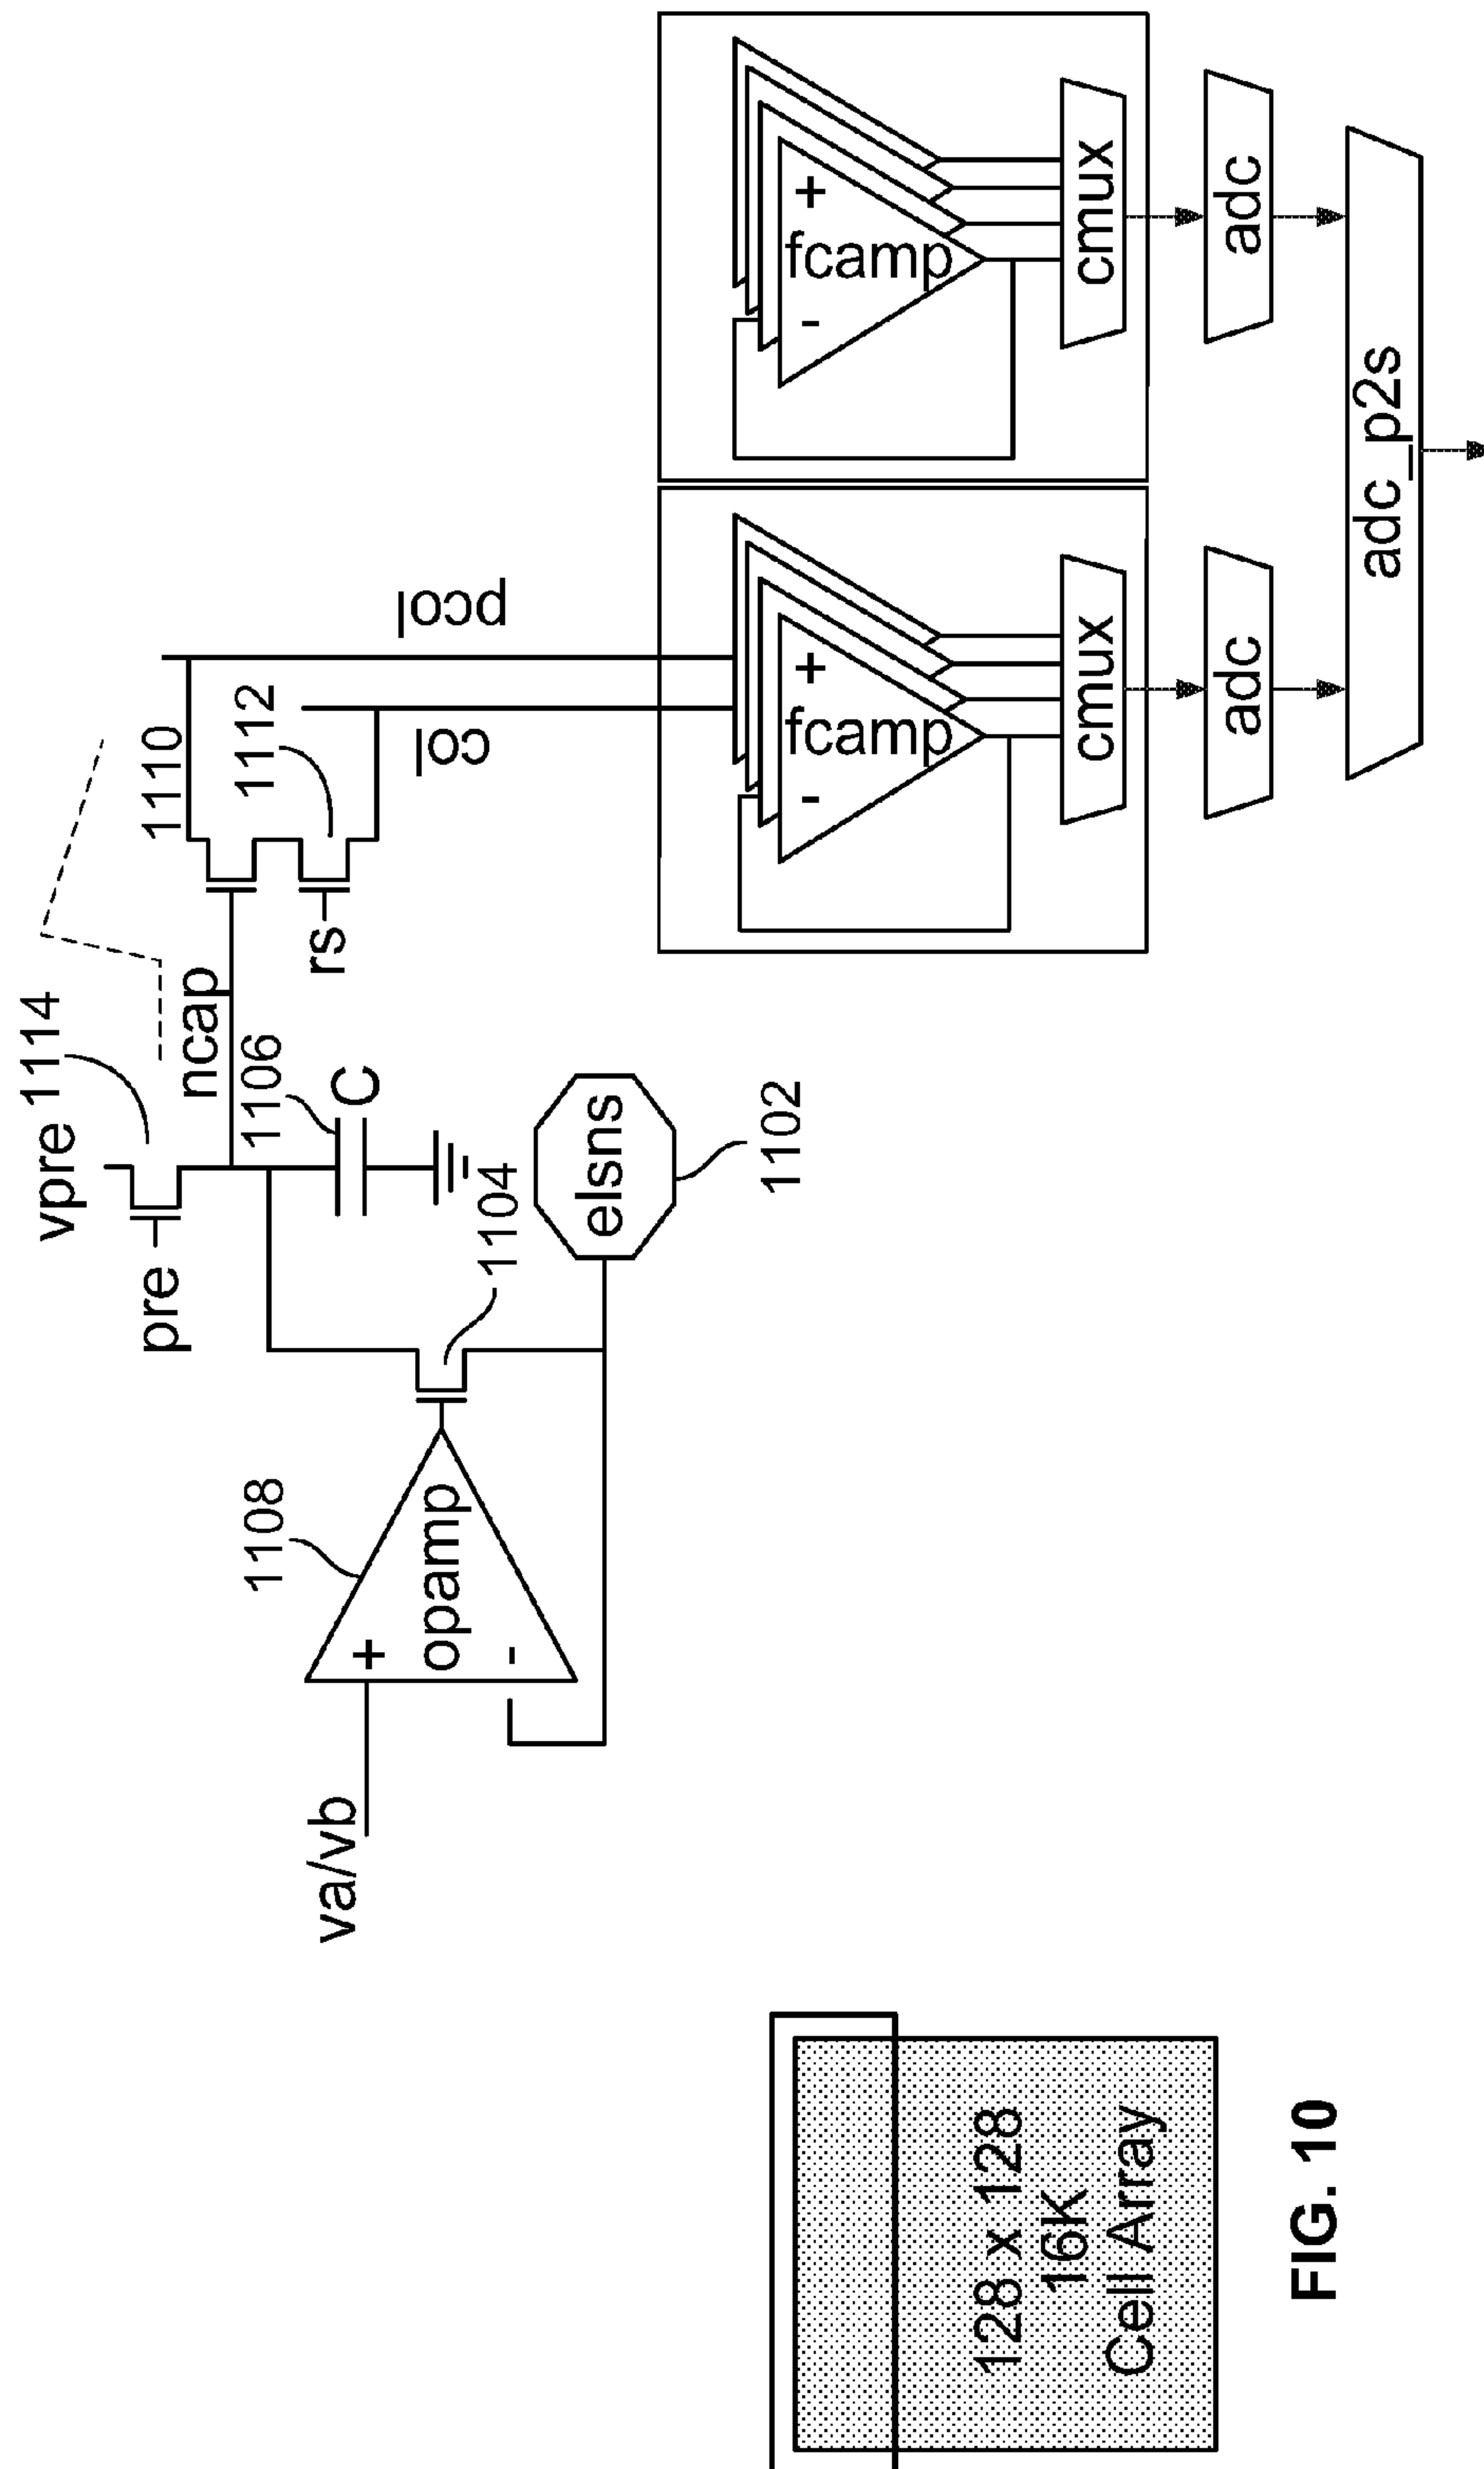 vpre
1114
pre
ncap
1106
C
1110
1112
rs
col
pcol
1108
va/vb
+
opamp
-
1104
elsns
1102
+
fcamp
-
cmux
adc
+
fcamp
-
cmux
adc
adc_p2s
128 x 128
16K
Cell Array
FIG. 10